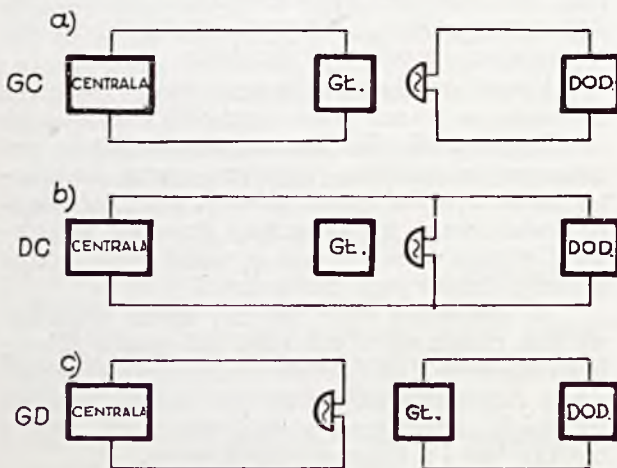 a)
GC CENTRALA GŁ. DOD.
b)
DC CENTRALA GŁ. DOD.
c)
GD CENTRALA GŁ. DOD.